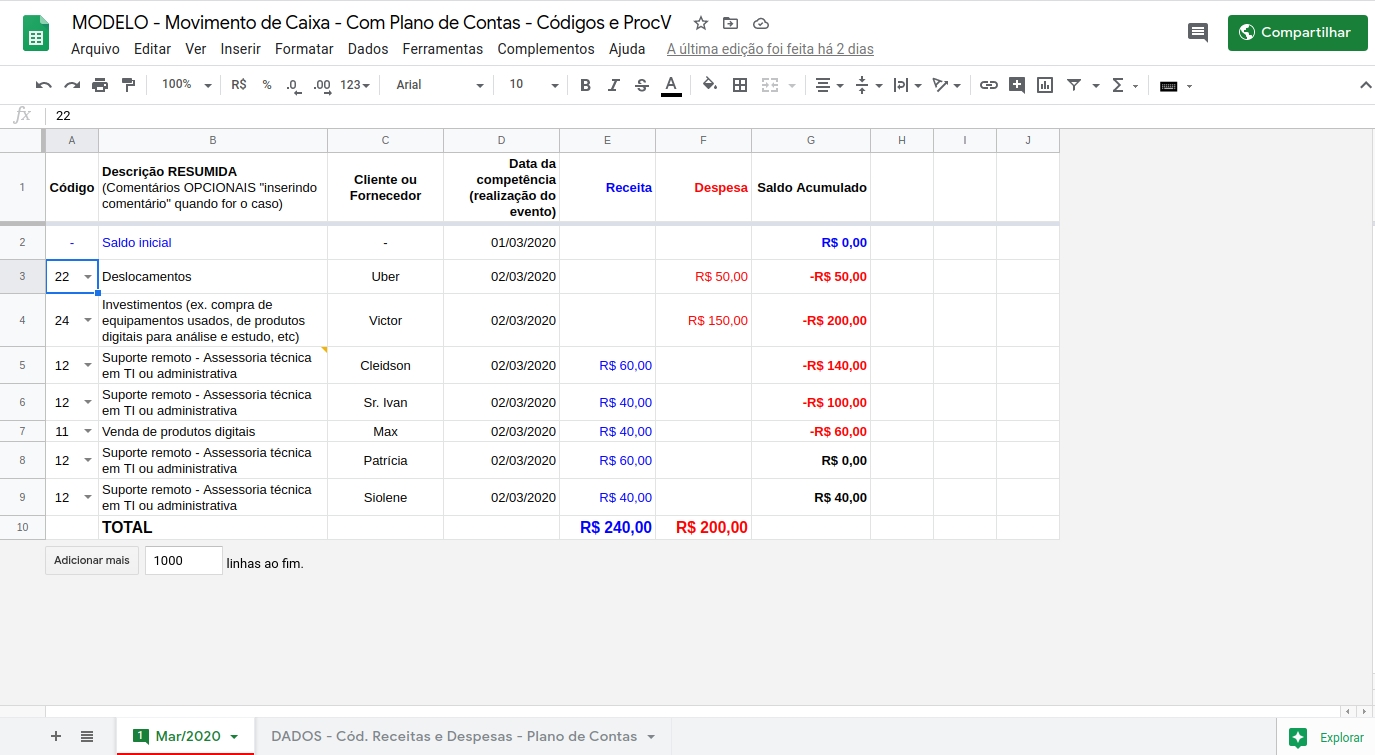 MODELO - Movimento de Caixa - Com Plano de Contas - Códigos e ProcV
Arquivo Editar Ver Inserir Formatar Dados Ferramentas Complementos Ajuda A última edição foi feita há 2 dias
Compartilhar
100% R$ % .0 .00 123 Arial 10 B I S A
fx 22
A B C D E F G H I J
1 Código Descrição RESUMIDA
(Comentários OPCIONAIS "inserindo
comentário" quando for o caso)
Cliente ou
Fornecedor
Data da
competência
(realização do
evento)
Receita Despesa Saldo Acumulado
2 - Saldo inicial - 01/03/2020 R$ 0,00
3 22 Deslocamentos Uber 02/03/2020 R$ 50,00 -R$ 50,00
4 24 Investimentos (ex. compra de
equipamentos usados, de produtos
digitais para análise e estudo, etc)
Victor 02/03/2020 R$ 150,00 -R$ 200,00
5 12 Suporte remoto - Assessoria técnica
em TI ou administrativa
Cleidson 02/03/2020 R$ 60,00 -R$ 140,00
6 12 Suporte remoto - Assessoria técnica
em TI ou administrativa
Sr. Ivan 02/03/2020 R$ 40,00 -R$ 100,00
7 11 Venda de produtos digitais Max 02/03/2020 R$ 40,00 -R$ 60,00
8 12 Suporte remoto - Assessoria técnica
em TI ou administrativa
Patrícia 02/03/2020 R$ 60,00 R$ 0,00
9 12 Suporte remoto - Assessoria técnica
em TI ou administrativa
Siolene 02/03/2020 R$ 40,00 R$ 40,00
10 TOTAL R$ 240,00 R$ 200,00
Adicionar mais 1000 linhas ao fim.
1 Mar/2020 DADOS - Cód. Receitas e Despesas - Plano de Contas Explorar